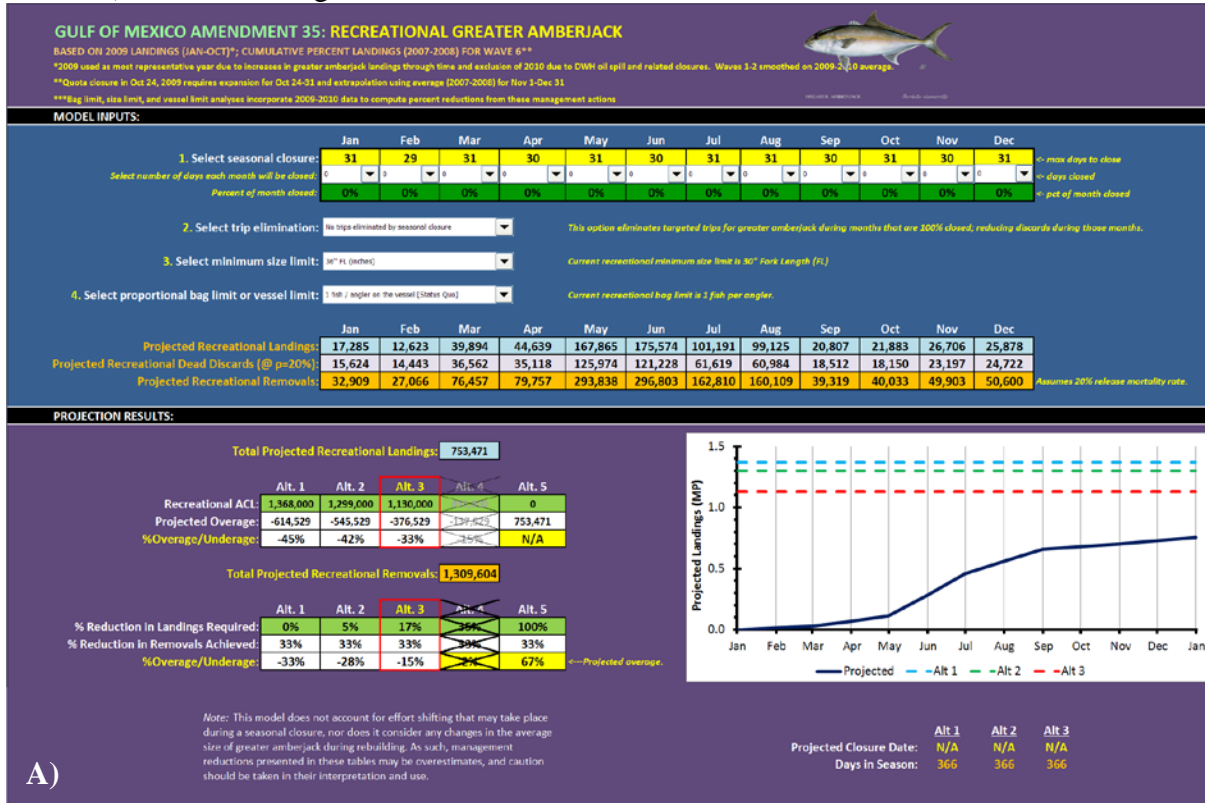 GULF OF MEXICO AMENDMENT 35: RECREATIONAL GREATER AMBERJACK
BASED ON 2009 LANDINGS (JAN-OCT)*; CUMULATIVE PERCENT LANDINGS (2007-2008) FOR WAVE 6**
*2009 used as most representative year due to increases in greater amberjack landings through time and exclusion of 2010 due to DWH oil spill and related closures. Waves 1-2 smoothed on 2009-2010 average.
**Quota closure in Oct 24, 2009 requires expansion for Oct 24-31 and extrapolation using average (2007-2008) for Nov 1-Dec 31
***Bag limit, size limit, and vessel limit analyses incorporate 2009-2010 data to compute percent reductions from these management actions
MODEL INPUTS:
Jan Feb Mar Apr May Jun Jul Aug Sep Oct Nov Dec
1. Select seasonal closure: 31 29 31 30 31 30 31 31 30 31 30 31 <- max days to close
Select number of days each month will be closed: 0 0 0 0 0 0 0 0 0 0 0 0 <- days closed
Percent of month closed: 0% 0% 0% 0% 0% 0% 0% 0% 0% 0% 0% 0% <- pct of month closed
2. Select trip elimination: No trips eliminated by seasonal closure This option eliminates targeted trips for greater amberjack during months that are 100% closed; reducing discards during those months.
3. Select minimum size limit: 36" FL (inches) Current recreational minimum size limit is 30" Fork Length (FL)
4. Select proportional bag limit or vessel limit: 1 fish / angler on the vessel (Status Quo) Current recreational bag limit is 1 fish per angler.
Jan Feb Mar Apr May Jun Jul Aug Sep Oct Nov Dec
Projected Recreational Landings: 17,285 12,623 39,894 44,639 167,865 175,574 101,191 99,125 20,807 21,883 26,706 25,878
Projected Recreational Dead Discards (@ p=20%): 15,624 14,443 36,562 35,118 125,974 121,228 61,619 60,984 18,512 18,150 23,197 24,722
Projected Recreational Removals: 32,909 27,066 76,457 79,757 293,838 296,803 162,810 160,109 39,319 40,033 49,903 50,600 Assumes 20% release mortality rate.
PROJECTION RESULTS:
Total Projected Recreational Landings: 753,471
Alt. 1 Alt. 2 Alt. 3 Alt. 4 Alt. 5
Recreational ACL: 1,368,000 1,299,000 1,130,000 0
Projected Overage: -614,529 -545,529 -376,529 753,471
%Overage/Underage: -45% -42% -33% N/A
Total Projected Recreational Removals: 1,309,604
Alt. 1 Alt. 2 Alt. 3 Alt. 4 Alt. 5
% Reduction in Landings Required: 0% 5% 17% 100%
% Reduction in Removals Achieved: 33% 33% 33% 33%
%Overage/Underage: -33% -28% -15% 67% <---Projected overage.
Note: This model does not account for effort shifting that may take place
during a seasonal closure, nor does it consider any changes in the average
size of greater amberjack during rebuilding. As such, management
reductions presented in these tables may be overestimates, and caution
should be taken in their interpretation and use.
A)
Projected Landings (MP)
1.5
1.0
0.5
0.0
Jan Feb Mar Apr May Jun Jul Aug Sep Oct Nov Dec Jan
Projected Alt 1 Alt 2 Alt 3
Alt 1 Alt 2 Alt 3
Projected Closure Date: N/A N/A N/A
Days in Season: 366 366 366